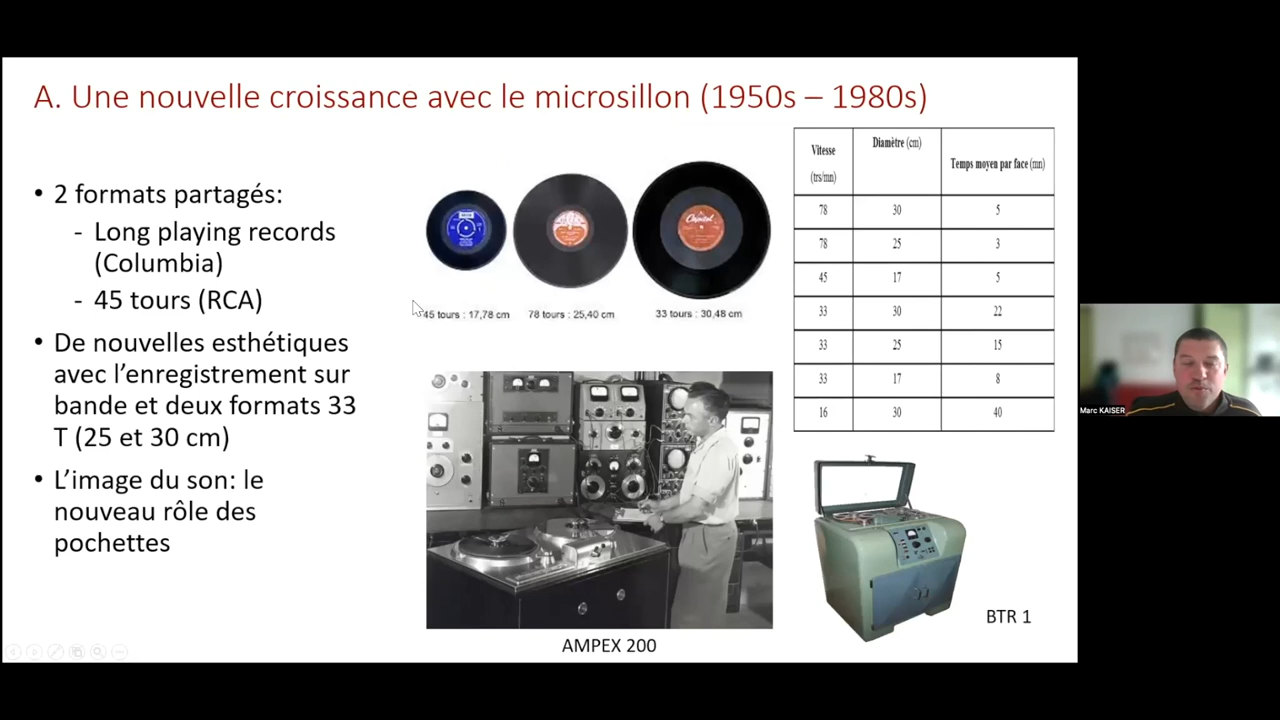 A. Une nouvelle croissance avec le microsillon (1950s – 1980s)
• 2 formats partagés:
- Long playing records
(Columbia)
- 45 tours (RCA)
• De nouvelles esthétiques
avec l’enregistrement sur
bande et deux formats 33
T (25 et 30 cm)
• L’image du son: le
nouveau rôle des
pochettes
Capitol
45 tours : 17,78 cm
78 tours : 25,40 cm
33 tours : 30,48 cm
AMPEX 200
Vitesse
(trs/mn)
Diamètre (cm)
Temps moyen par face (mn)
78 30 5
78 25 3
45 17 5
33 30 22
33 25 15
33 17 8
16 30 40
BTR 1
Marc KAISER